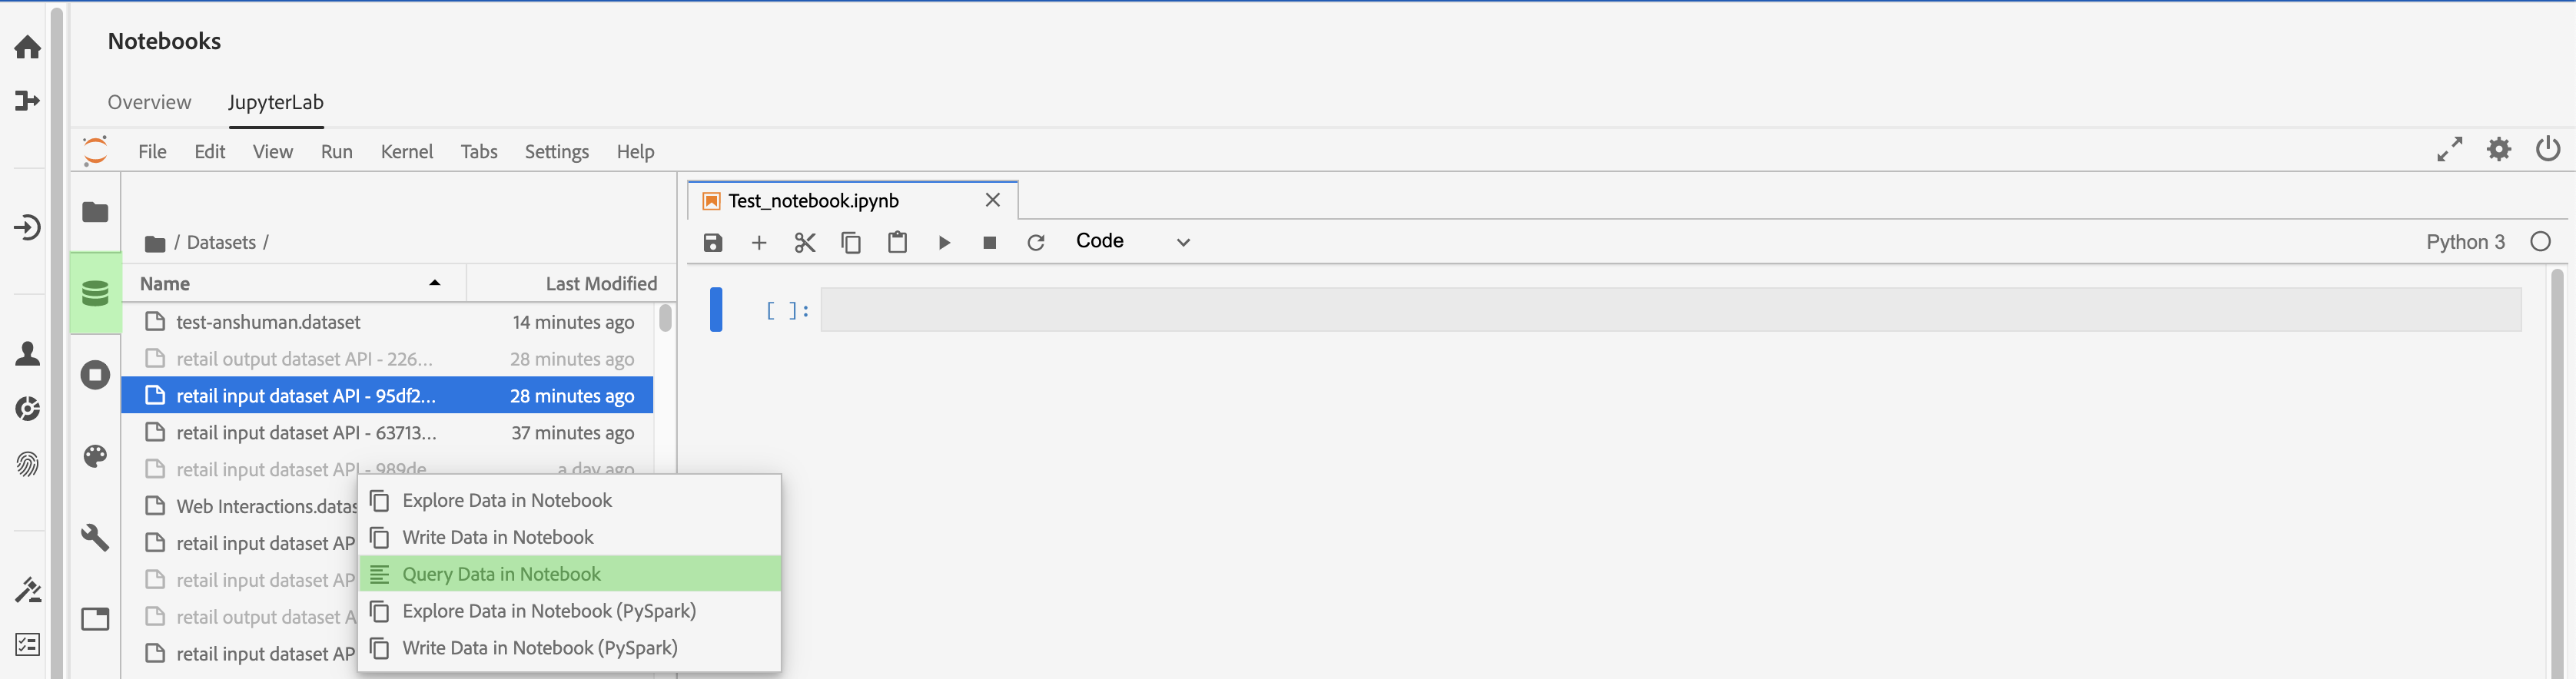 Notebooks
Overview JupyterLab
File Edit View Run Kernel Tabs Settings Help
Test_notebook.ipynb
/ Datasets /
Code
Python 3
Name Last Modified
[ ]:
test-anshuman.dataset 14 minutes ago
retail output dataset API - 226... 28 minutes ago
retail input dataset API - 95df2... 28 minutes ago
retail input dataset API - 63713... 37 minutes ago
retail input dataset API - 989de a day ago
Web Interactions.datas
retail input dataset AP
retail input dataset AP
retail output dataset A
retail input dataset AP
Explore Data in Notebook
Write Data in Notebook
Query Data in Notebook
Explore Data in Notebook (PySpark)
Write Data in Notebook (PySpark)